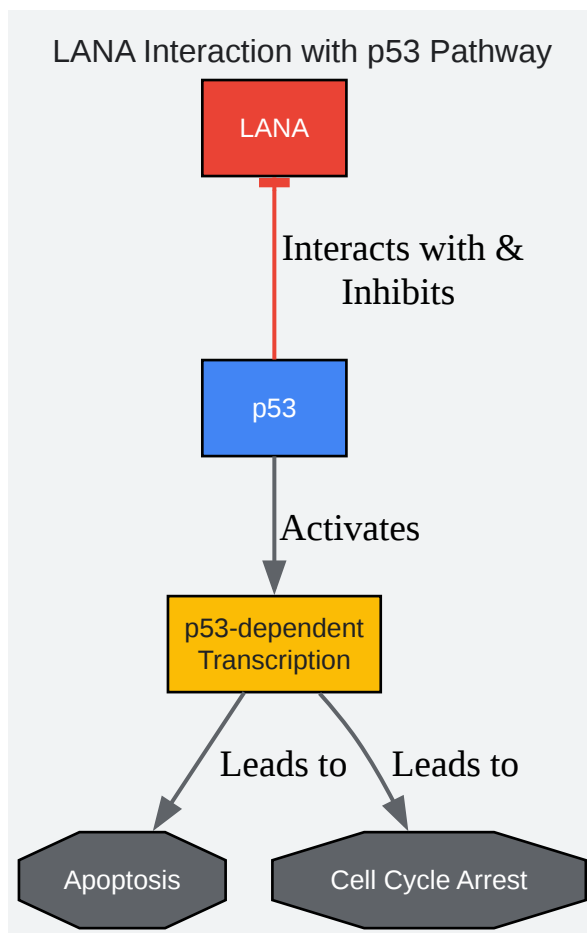 LANA Interaction with p53 Pathway
LANA
Interacts with &
Inhibits
p53
Activates
p53-dependent
Transcription
Leads to
Leads to
Apoptosis
Cell Cycle Arrest